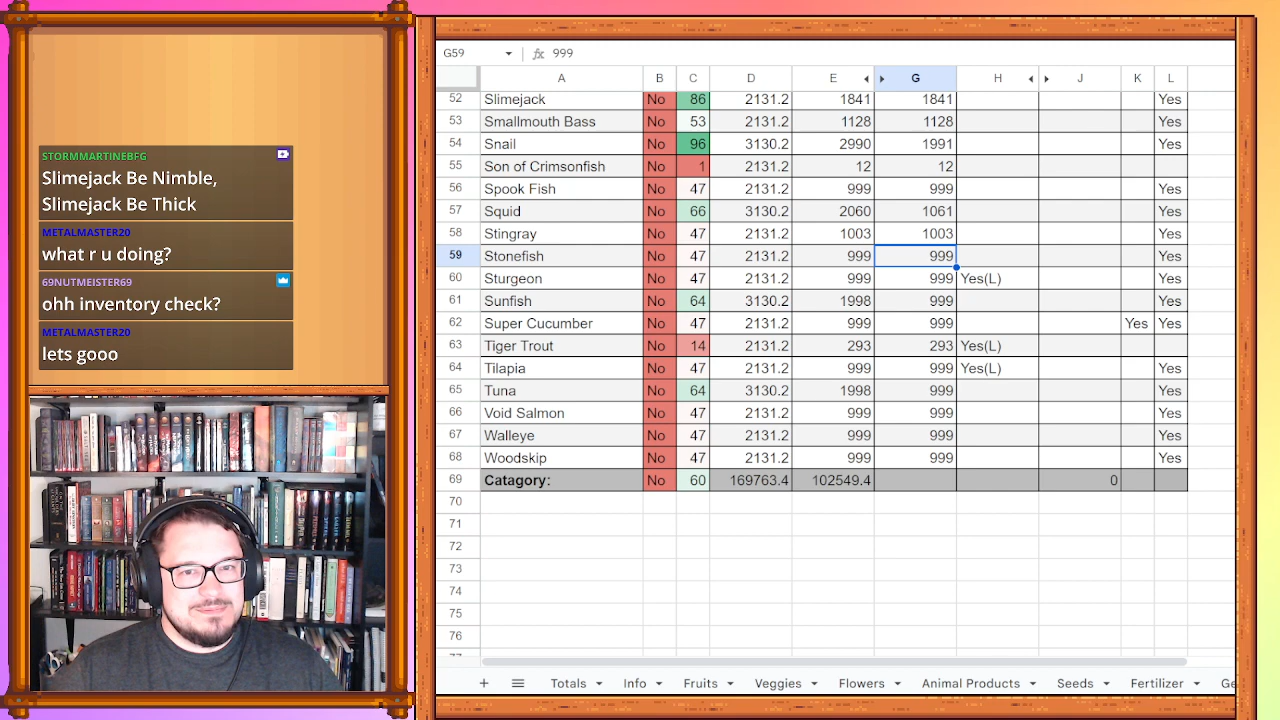 STORMMARTINEBFG
Slimejack Be Nimble,
Slimejack Be Thick
METALMASTER20
what r u doing?
69NUTMEISTER69
ohh inventory check?
METALMASTER20
lets gooo
G59 fx 999
A B C D E G H J K L
52 Slimejack No 86 2131.2 1841 1841 Yes
53 Smallmouth Bass No 53 2131.2 1128 1128 Yes
54 Snail No 96 3130.2 2990 1991 Yes
55 Son of Crimsonfish No 1 2131.2 12 12
56 Spook Fish No 47 2131.2 999 999 Yes
57 Squid No 66 3130.2 2060 1061 Yes
58 Stingray No 47 2131.2 1003 1003 Yes
59 Stonefish No 47 2131.2 999 999 Yes
60 Sturgeon No 47 2131.2 999 999 Yes(L) Yes
61 Sunfish No 64 3130.2 1998 999 Yes
62 Super Cucumber No 47 2131.2 999 999 Yes Yes
63 Tiger Trout No 14 2131.2 293 293 Yes(L)
64 Tilapia No 47 2131.2 999 999 Yes(L) Yes
65 Tuna No 64 3130.2 1998 999 Yes
66 Void Salmon No 47 2131.2 999 999 Yes
67 Walleye No 47 2131.2 999 999 Yes
68 Woodskip No 47 2131.2 999 999 Yes
69 Catagory: No 60 169763.4 102549.4 0
70
71
72
73
74
75
76
+ Totals Info Fruits Veggies Flowers Animal Products Seeds Fertilizer